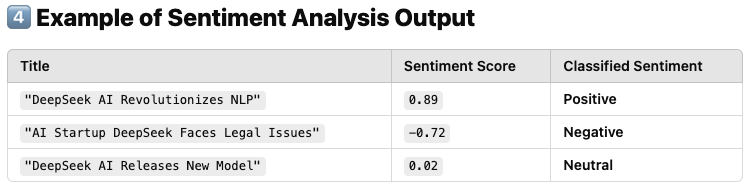 4 Example of Sentiment Analysis Output
Title Sentiment Score Classified Sentiment
"DeepSeek AI Revolutionizes NLP" 0.89 Positive
"AI Startup DeepSeek Faces Legal Issues" -0.72 Negative
"DeepSeek AI Releases New Model" 0.02 Neutral